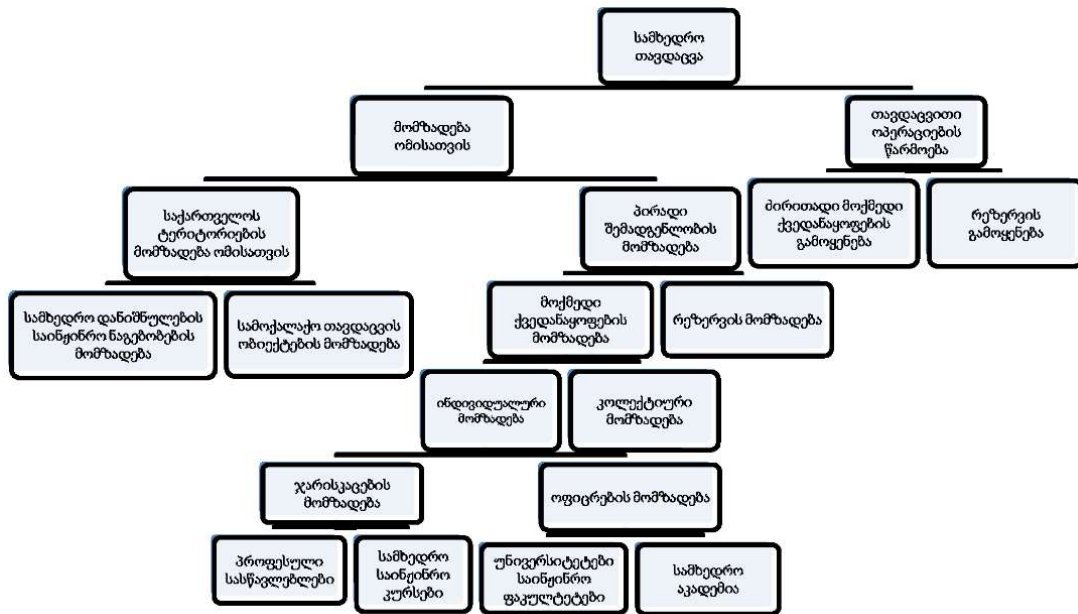 სამხედრო
თავდაცვა
მომზადება
ომისათვის
თავდაცვითი
ოპერაციების
წარმოება
საქართველოს
ტერიტორიების
მომზადება ომისათვის
პირადი
შემადგენლობის
მომზადება
ძირითადი მოქმედი
ქვედანაყოფების
გამოყენება
რეზერვის
გამოყენება
სამხედრო დანიშნულების
საინჟინრო ნაგებობების
მომზადება
სამოქალაქო თავდაცვის
ობიექტების მომზადება
მოქმედი
ქვედანაყოფების
მომზადება
რეზერვის მომზადება
ინდივიდუალური
მომზადება
კოლექტიური
მომზადება
ჯარისკაცების
მომზადება
ოფიცრების მომზადება
პროფესული
სასწავლებლები
სამხედრო
საინჟინრო
კურსები
უნივერსიტეტები
საინჟინრო
ფაკულტეტები
სამხედრო
აკადემია